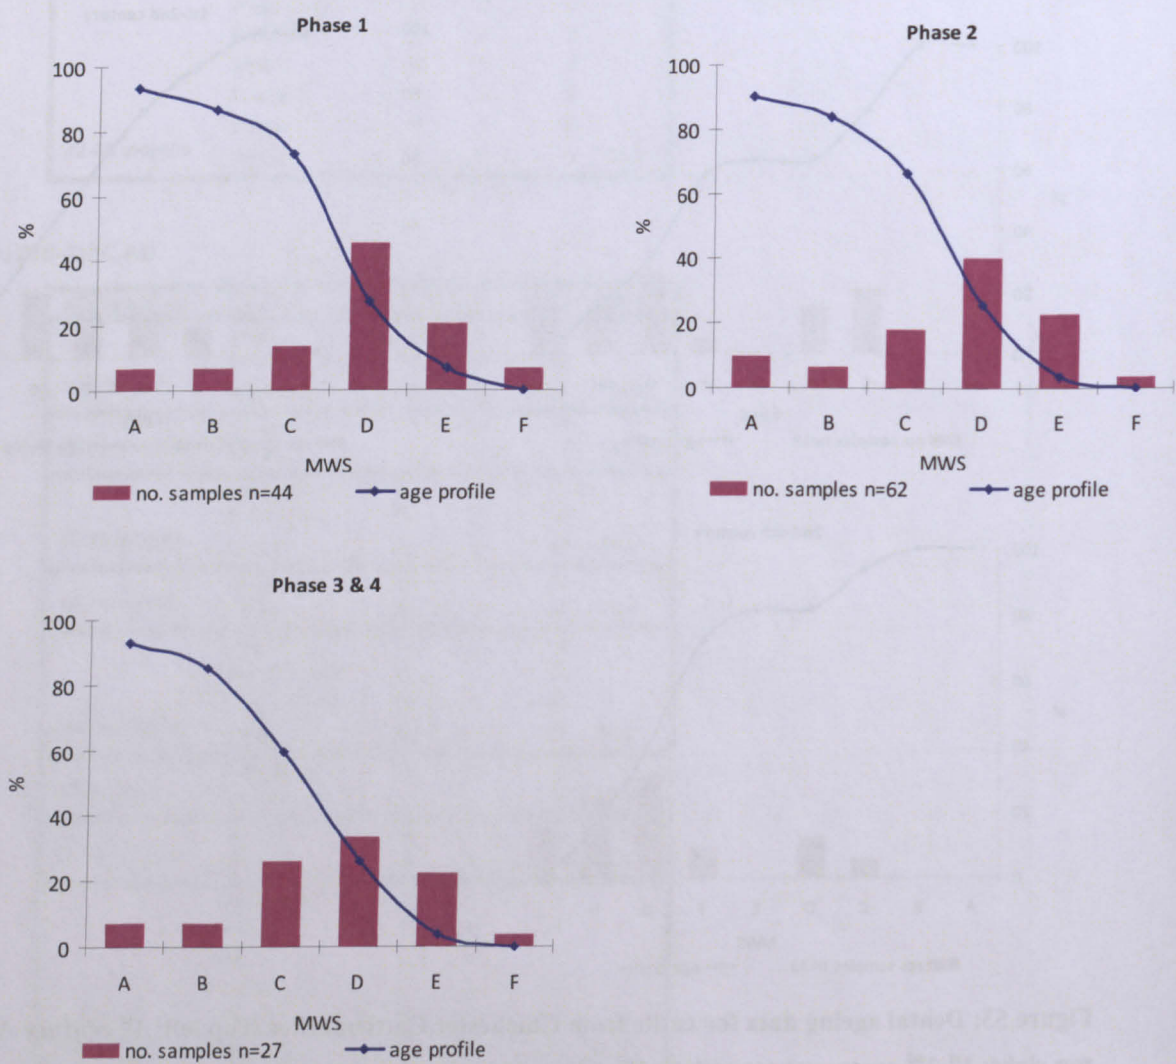 Phase 1
100
80
60
40
20
0
%
A B C D E F
MWS
no. samples n=44 age profile
Phase 2
100
80
60
40
20
0
%
A B C D E F
MWS
no. samples n=62 age profile
Phase 3 & 4
100
80
60
40
20
0
%
A B C D E F
MWS
no. samples n=27 age profile